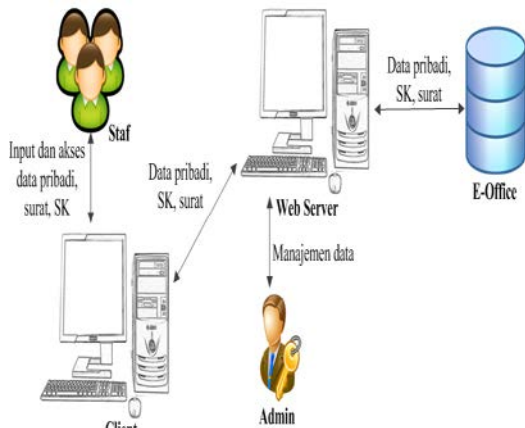 Staf
Input dan akses
data pribadi,
surat, SK
Data pribadi,
SK, surat
Web Server
Data pribadi,
SK, surat
E-Office
Manajemen data
Admin
Client